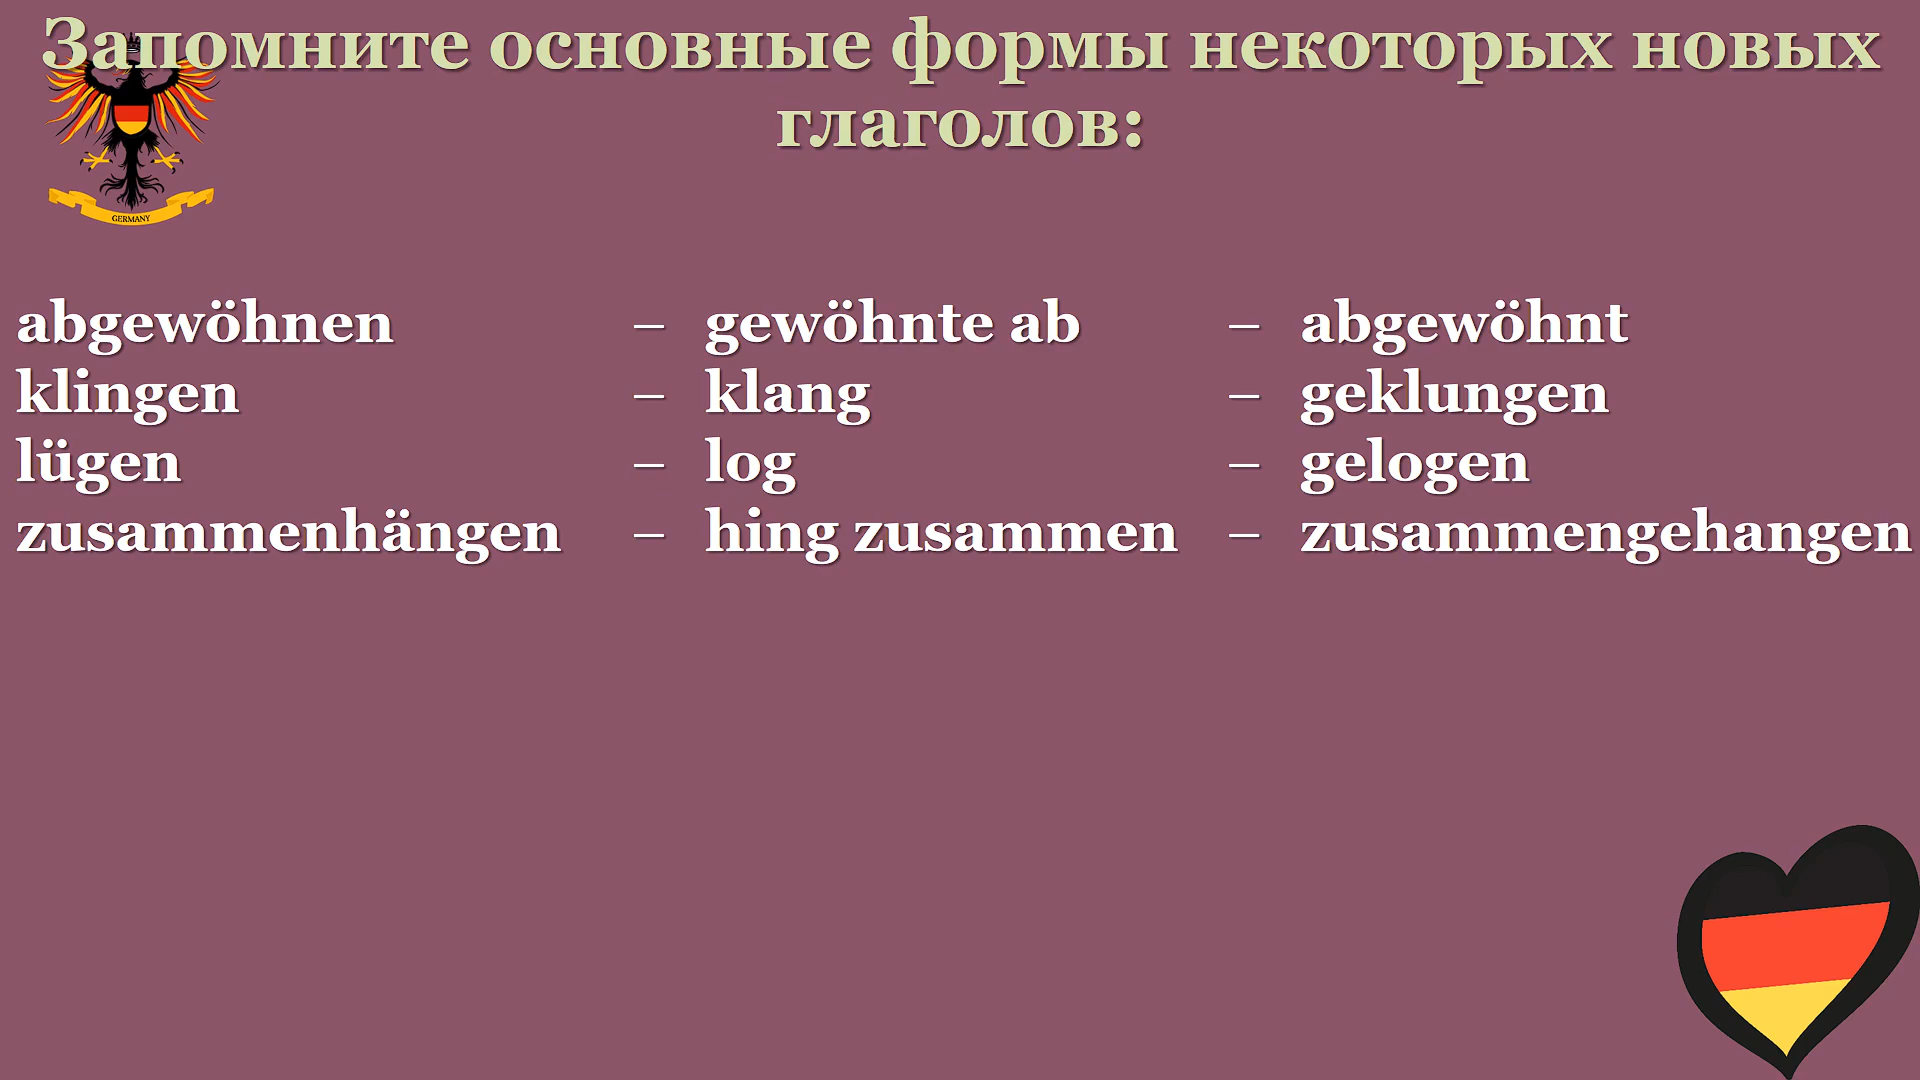 Запомните основные формы некоторых новых
глаголов:
GERMANY
abgewöhnen – gewöhnte ab – abgewöhnt
klingen – klang – geklungen
lügen – log – gelogen
zusammenhängen – hing zusammen – zusammengehangen